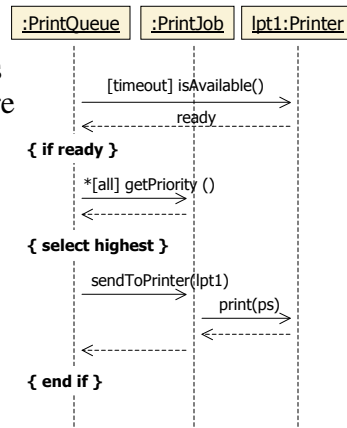 :PrintQueue :PrintJob lpt1:Printer
s
[timeout] isAvailable()
re
ready
{ if ready }
*[all] getPriority ()
{ select highest }
sendToPrinter(lpt1)
print(ps)
{ end if }